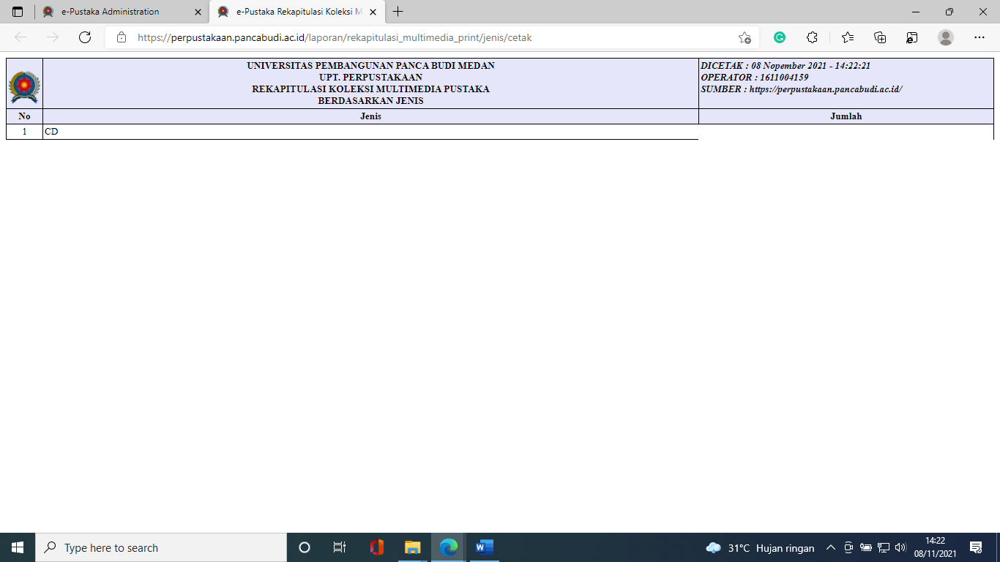 e-Pustaka Administration
e-Pustaka Rekapitulasi Koleksi M
https://perpustakaan.pancabudi.ac.id/laporan/rekapitulasi_multimedia_print/jenis/cetak
UNIVERSITAS PEMBANGUNAN PANCA BUDI MEDAN
UPT. PERPUSTAKAAN
REKAPITULASI KOLEKSI MULTIMEDIA PUSTAKA
BERDASARKAN JENIS
DICETAK : 08 Nopember 2021 - 14:22:21
OPERATOR : 1611004159
SUMBER : https://perpustakaan.pancabudi.ac.id/
No Jenis Jumlah
1 CD
Type here to search
31°C Hujan ringan
14:22
08/11/2021